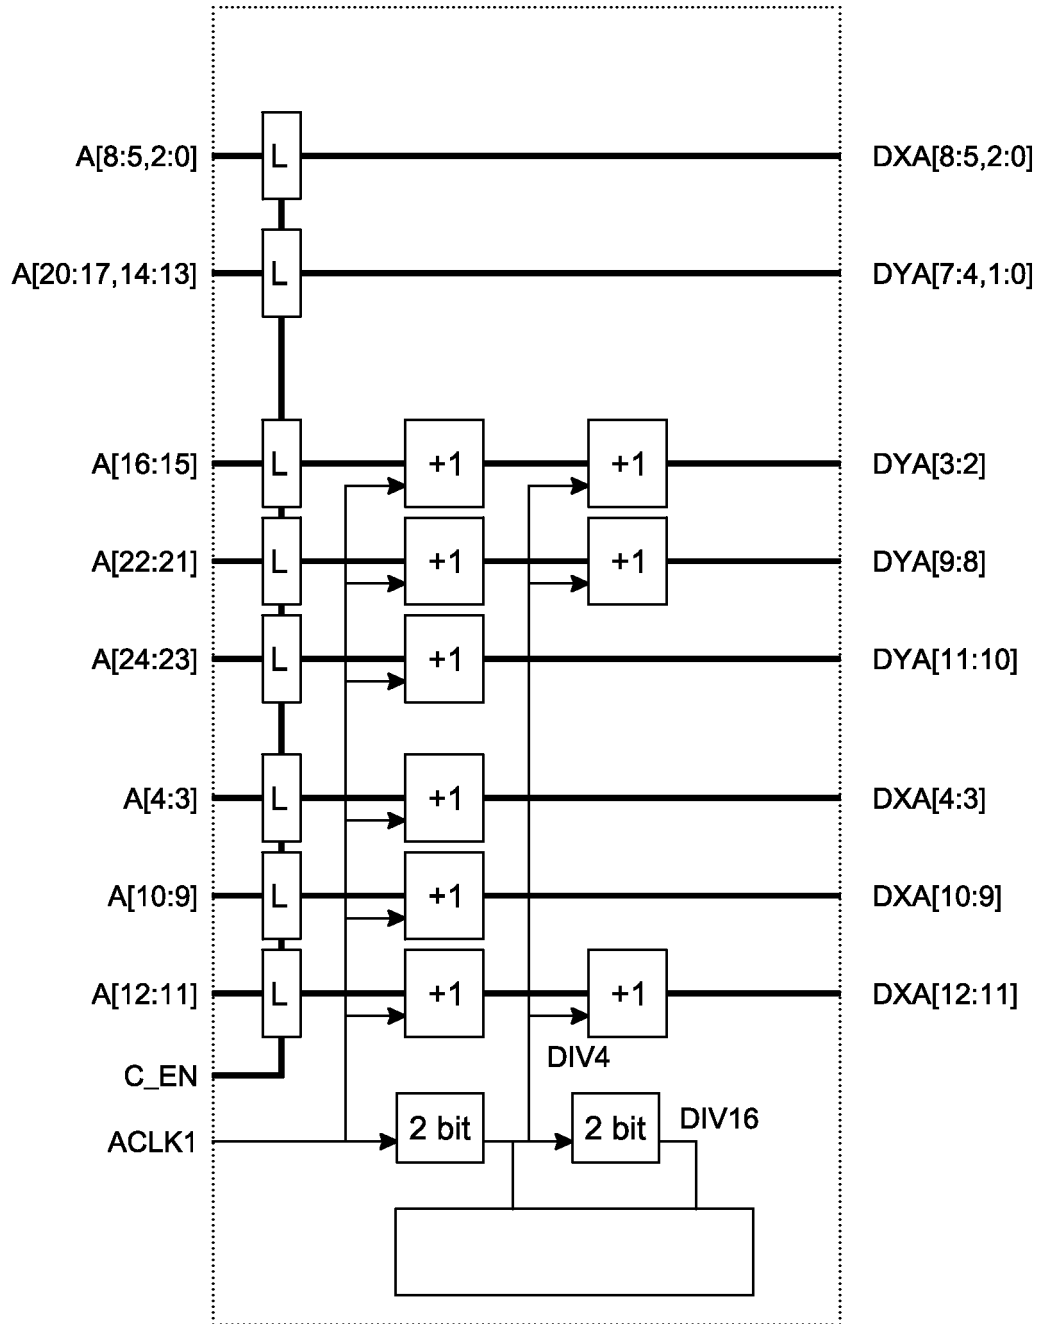 A[8:5,2:0] L DXA[8:5,2:0]
A[20:17,14:13] L DYA[7:4,1:0]
A[16:15] L +1 +1 DYA[3:2]
A[22:21] L +1 +1 DYA[9:8]
A[24:23] L +1 DYA[11:10]
A[4:3] L +1 DXA[4:3]
A[10:9] L +1 DXA[10:9]
A[12:11] L +1 +1 DXA[12:11]
DIV4
C_EN
DIV16
ACLK1 2 bit 2 bit